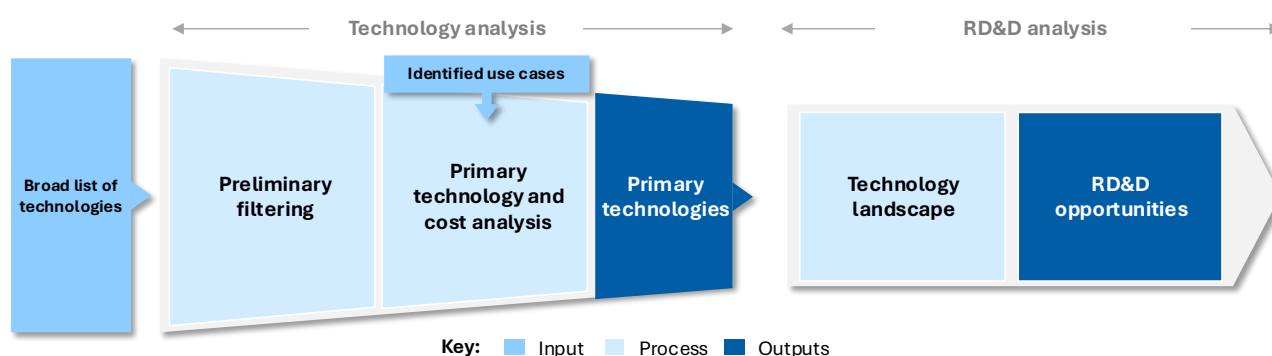 Technology analysis
RD&D analysis
Identified use cases
Broad list of
technologies
Preliminary
filtering
Primary
technology and
cost analysis
Primary
technologies
Technology
landscape
RD&D
opportunities
Key: Input Process Outputs